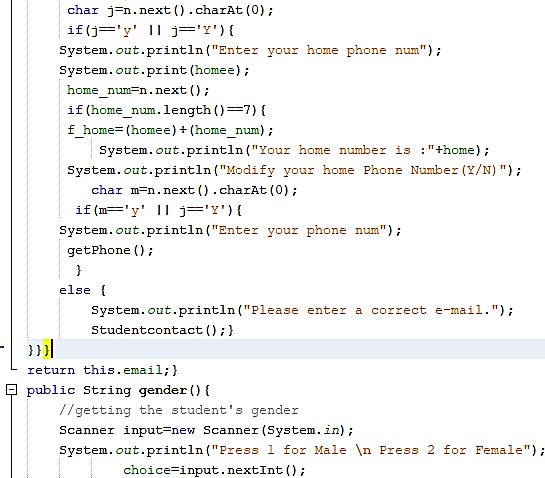 char j=n.next().charAt(0);
if(j=='y' || j=='Y'){
System.out.println("Enter your home phone num");
System.out.print(homee);
home_num=n.next();
if(home_num.length()==7){
f_home=(homee)+(home_num);
System.out.println("Your home number is :"+home);
System.out.println("Modify your home Phone Number(Y/N)");
char m=n.next().charAt(0);
if(m=='y' || j=='Y'){
System.out.println("Enter your phone num");
getPhone();
}
else {
System.out.println("Please enter a correct e-mail.");
Studentcontact();}
}}}
return this.email;}
public String gender(){
//getting the student's gender
Scanner input=new Scanner(System.in);
System.out.println("Press 1 for Male \n Press 2 for Female");
choice=input.nextInt();